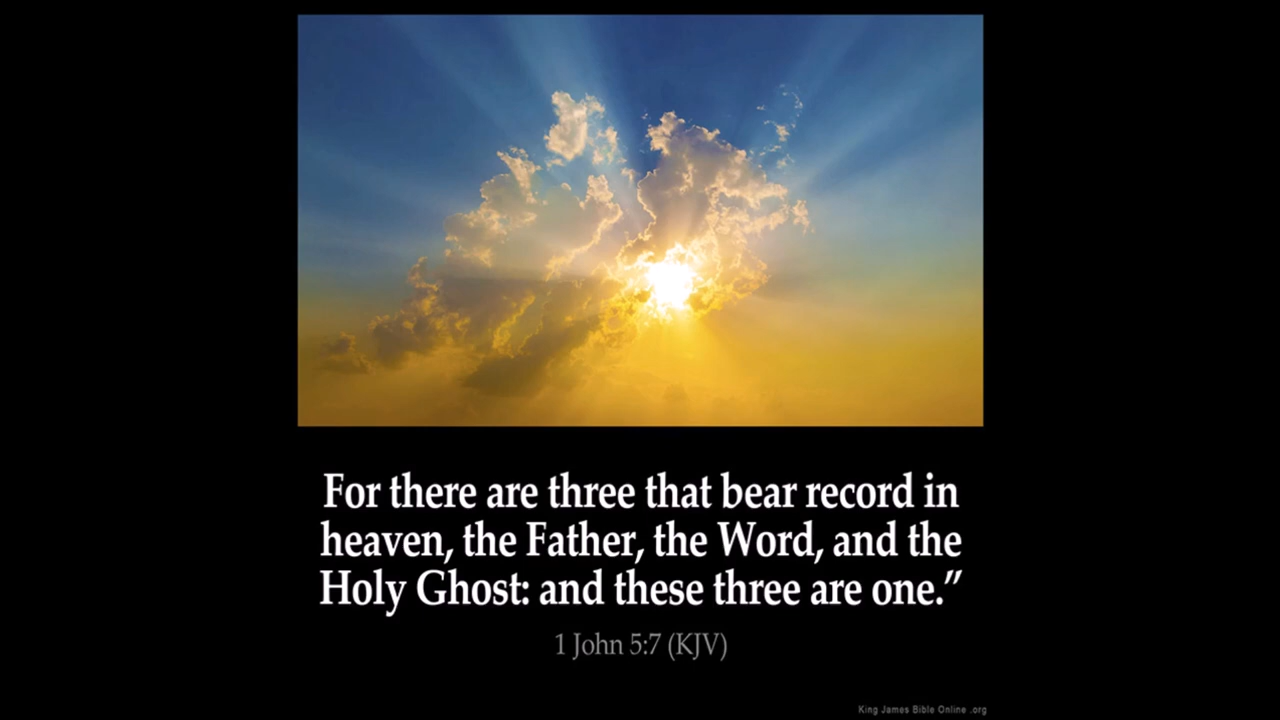 For there are three that bear record in
heaven, the Father, the Word, and the
Holy Ghost: and these three are one.”
1 John 5:7 (KJV)
King James Bible Online .org